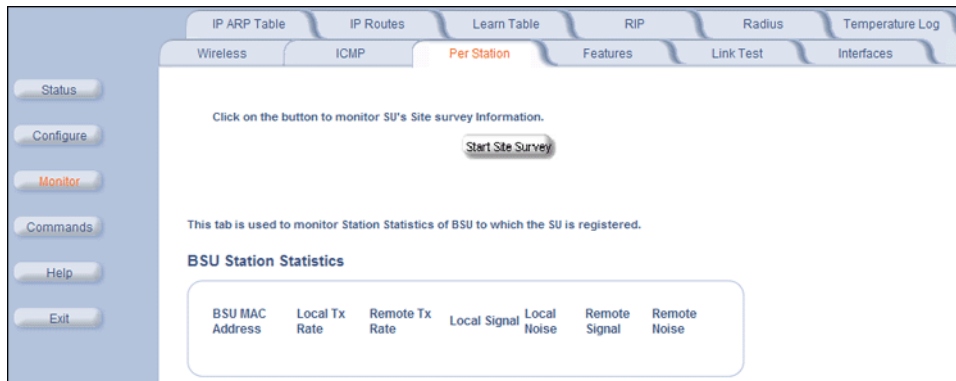 IP ARP Table IP Routes Learn Table RIP Radius Temperature Log
Wireless ICMP Per Station Features Link Test Interfaces
Status
Configure
Monitor
Commands
Help
Exit
Click on the button to monitor SU's Site survey Information.
Start Site Survey
This tab is used to monitor Station Statistics of BSU to which the SU is registered.
BSU Station Statistics
BSU MAC Address Local Tx Rate Remote Tx Rate Local Signal Local Noise Remote Signal Remote Noise